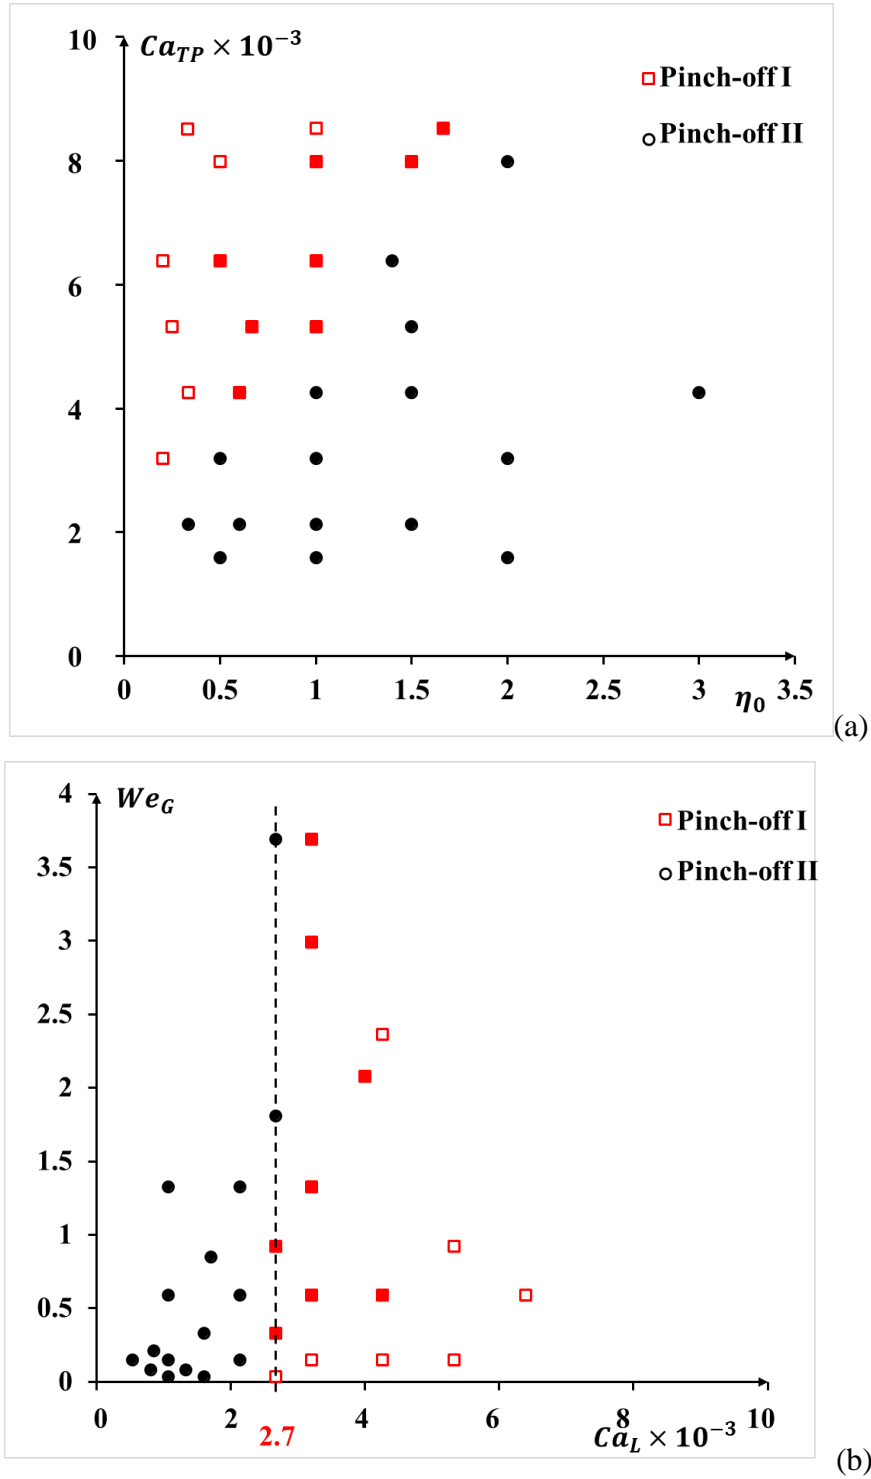 10 Ca_TP × 10⁻³
Pinch-off I
Pinch-off II
8
6
4
2
0
0 0.5 1 1.5 2 2.5 3 3.5
η₀
(a)
4 We_G
Pinch-off I
Pinch-off II
3.5
3
2.5
2
1.5
1
0.5
0
0 2 4 6 8 10
2.7 Ca_L × 10⁻³
(b)